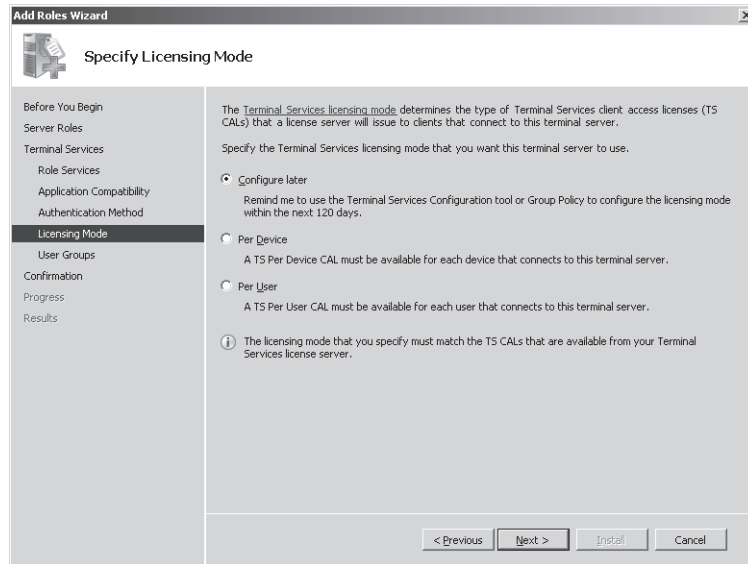 Add Roles Wizard
Specify Licensing Mode
Before You Begin
Server Roles
Terminal Services
Role Services
Application Compatibility
Authentication Method
Licensing Mode
User Groups
Confirmation
Progress
Results
The Terminal Services licensing mode determines the type of Terminal Services client access licenses (TS
CALs) that a license server will issue to clients that connect to this terminal server.
Specify the Terminal Services licensing mode that you want this terminal server to use.
Configure later
Remind me to use the Terminal Services Configuration tool or Group Policy to configure the licensing mode
within the next 120 days.
Per Device
A TS Per Device CAL must be available for each device that connects to this terminal server.
Per User
A TS Per User CAL must be available for each user that connects to this terminal server.
The licensing mode that you specify must match the TS CALs that are available from your Terminal
Services license server.
< Previous
Next >
Install
Cancel